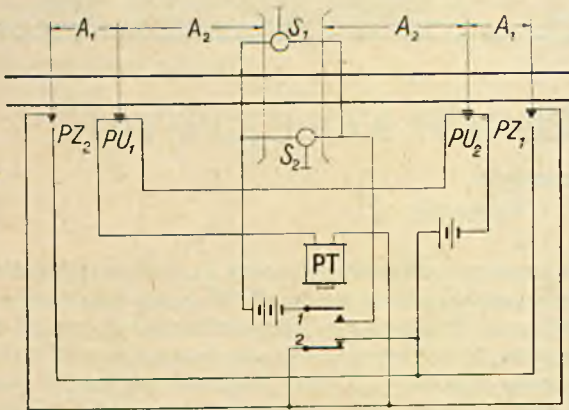 A₁ A₂ S₁ A₂ A₁
PZ₂ PU₁ S₂ PU₂ PZ₁
PT
1
2